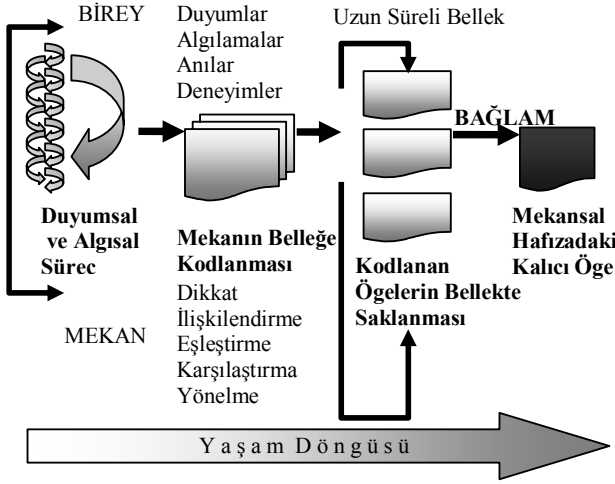 BİREY
Duyumlar
Algılamalar
Anılar
Deneyimler
Uzun Süreli Bellek
BAĞLAM
Duyumsal
ve Algısal
Sürec
Mekanın Belleğe
Kodlanması
Kodlanan
Ögelerin Bellekte
Saklanması
Mekansal
Hafızadaki
Kalıcı Öge
MEKAN
Dikkat
İlişkilendirme
Eşleştirme
Karşılaştırma
Yönelme
Yaşam Döngüsü